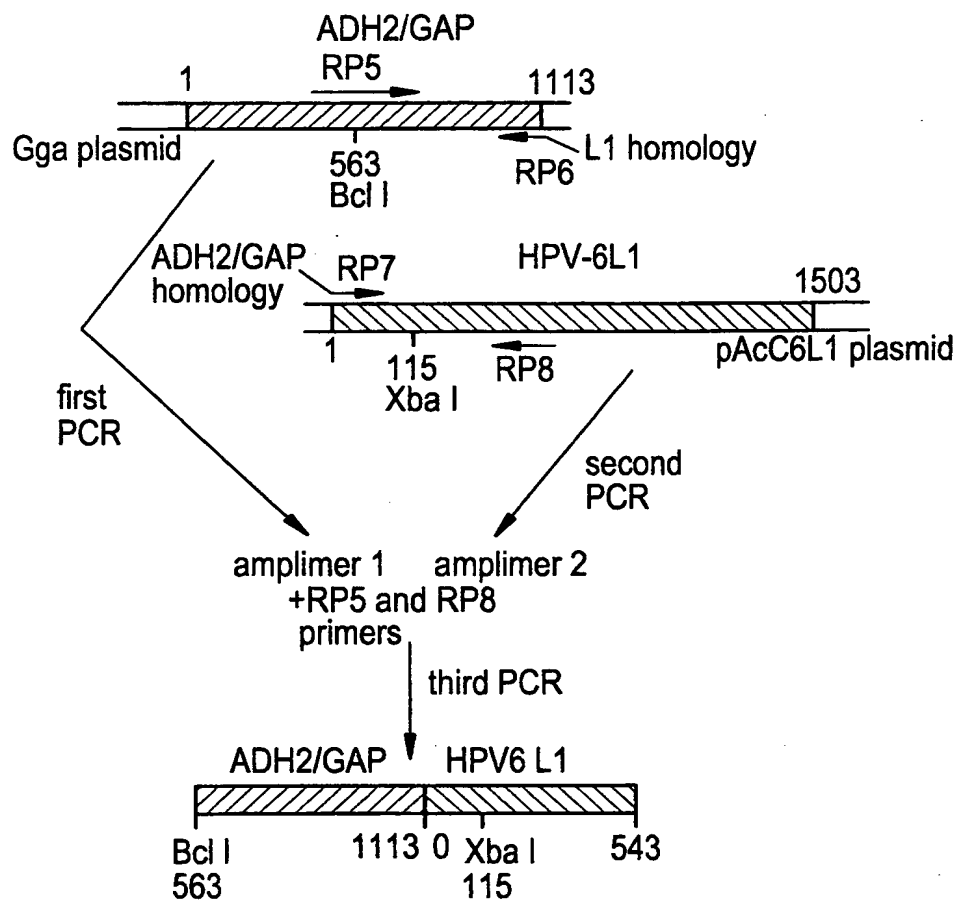 ADH2/GAP
RP5
1
1113
Gga plasmid
563
Bcl I
RP6
L1 homology
ADH2/GAP
homology
RP7
HPV-6L1
1503
1
115
Xba I
RP8
pAcC6L1 plasmid
first
PCR
second
PCR
amplimer 1 amplimer 2
+RP5 and RP8
primers
third PCR
ADH2/GAP HPV6 L1
Bcl I
563
1113
0
Xba I
115
543